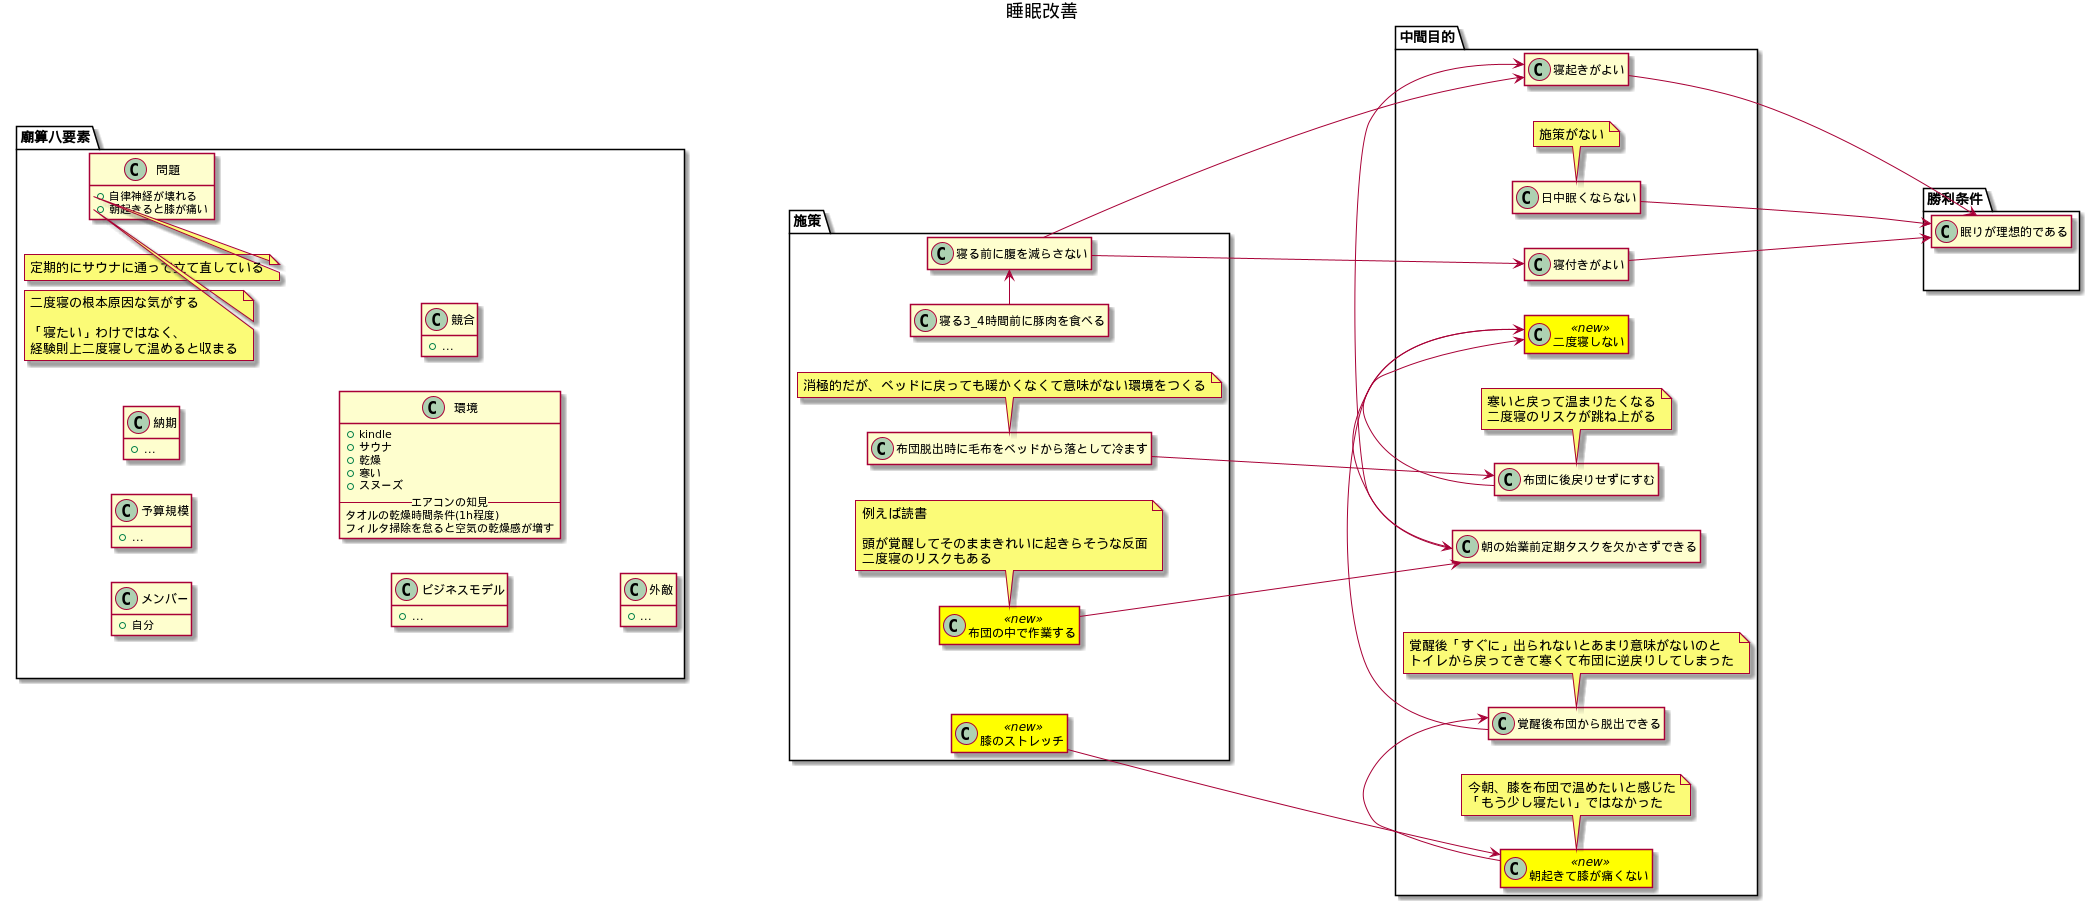 睡眠改善
廟算八要素
C 問題
自律神経が壊れる
朝起きると膝が痛い
定期的にサウナに通って立て直している
二度寝の根本原因な気がする
「寝たい」わけではなく、
経験則上二度寝して温めると収まる
C 競合
...
C 納期
...
C 環境
kindle
サウナ
乾燥
寒い
スヌーズ
エアコンの知見
タオルの乾燥時間条件(1h程度)
フィルタ掃除を怠ると空気の乾燥感が増す
C 予算規模
...
C メンバー
自分
C ビジネスモデル
...
C 外敵
...
施策
C 寝る前に腹を減らさない
C 寝る3_4時間前に豚肉を食べる
消極的だが、ベッドに戻っても暖かくなくて意味がない環境をつくる
C 布団脱出時に毛布をベッドから落として冷ます
例えば読書
頭が覚醒してそのままきれいに起きらそうな反面
二度寝のリスクもある
«new»
C 布団の中で作業する
«new»
C 膝のストレッチ
中間目的
C 寝起きがよい
施策がない
C 日中眠くならない
C 寝付きがよい
«new»
C 二度寝しない
寒いと戻って温まりたくなる
二度寝のリスクが跳ね上がる
C 布団に後戻りせずにすむ
C 朝の始業前定期タスクを欠かさずできる
覚醒後「すぐに」出られないとあまり意味がないのと
トイレから戻ってきて寒くて布団に逆戻りしてしまった
C 覚醒後布団から脱出できる
今朝、膝を布団で温めたいと感じた
「もう少し寝たい」ではなかった
«new»
C 朝起きて膝が痛くない
勝利条件
C 眠りが理想的である